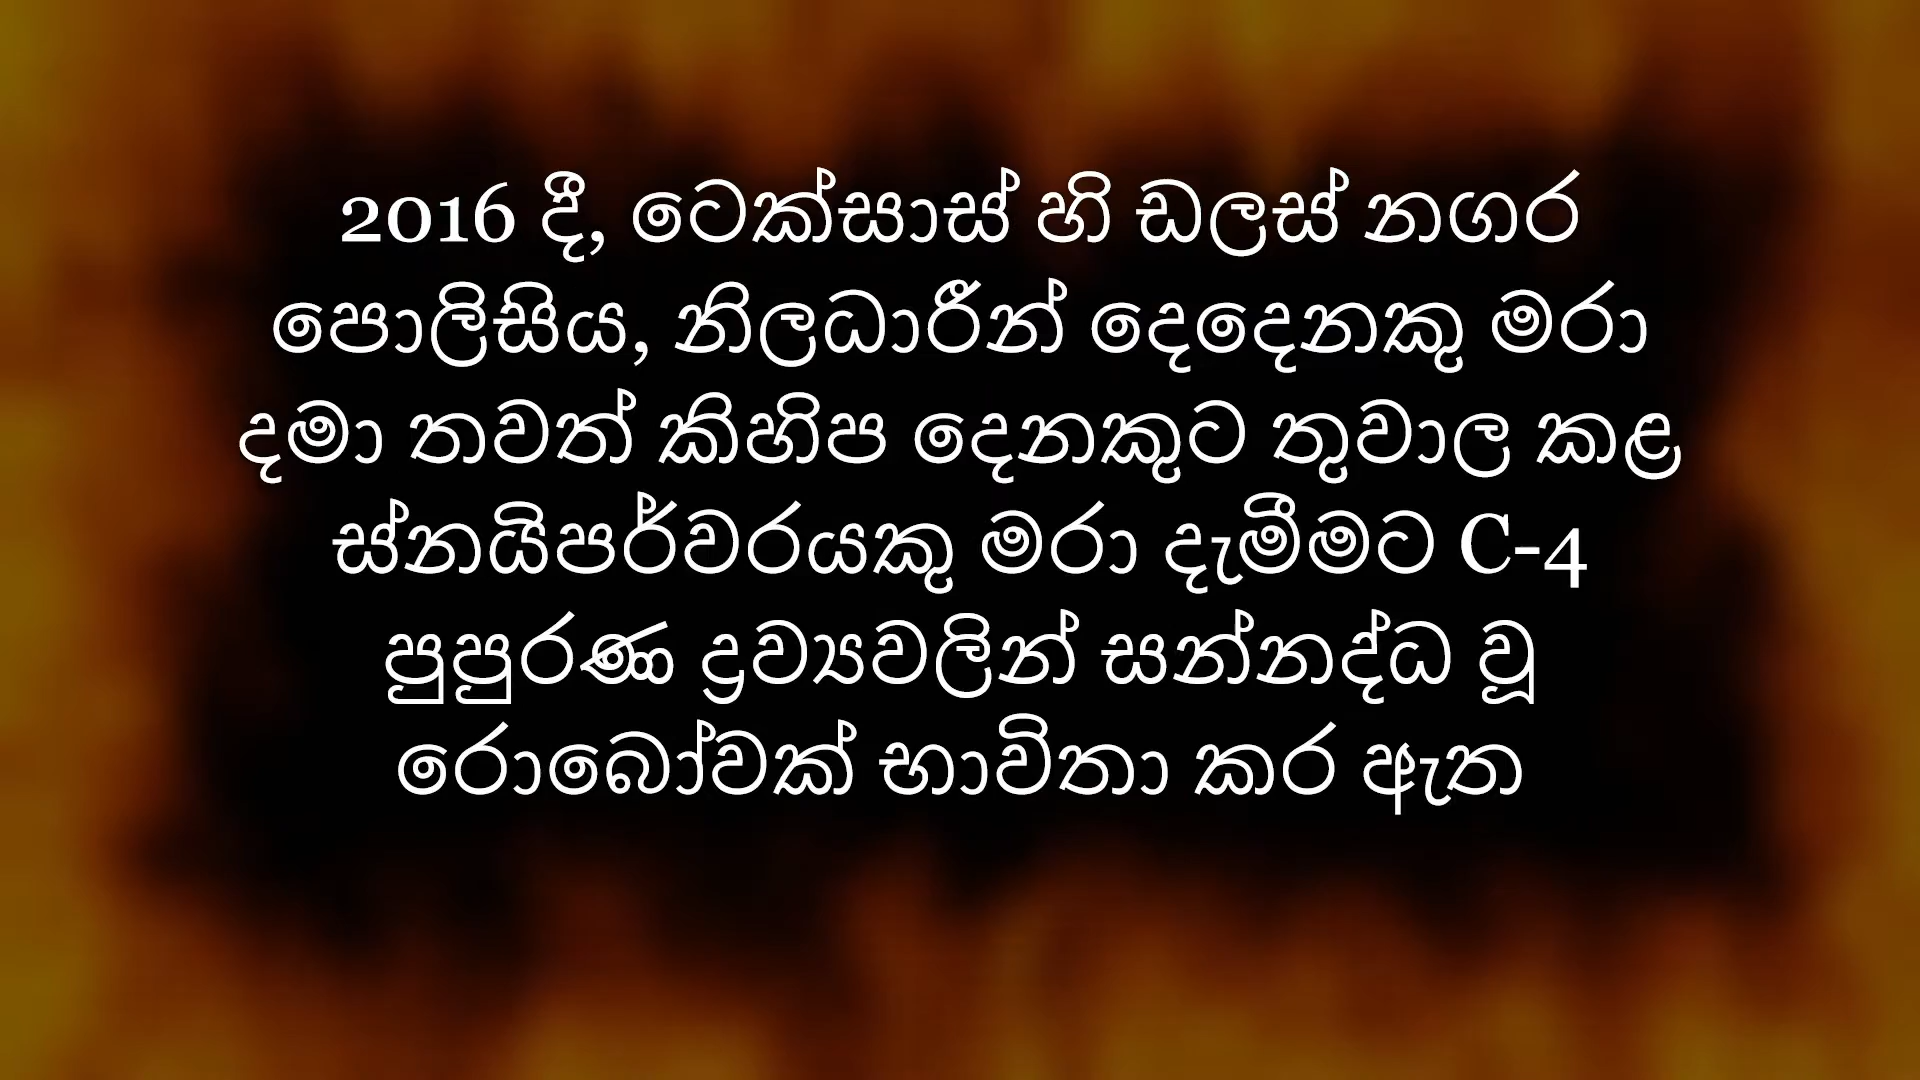 2016 දී, ටෙක්සාස් හි ඩලස් නගර
පොලිසිය, නිලධාරීන් දෙදෙනකු මරා
දමා තවත් කිහිප දෙනකුට තුවාල කළ
ස්නයිපර්වරයකු මරා දැමීමට C-4
පුපුරණ ද්‍රව්‍යවලින් සන්නද්ධ වූ
රොබෝවක් භාවිතා කර ඇත